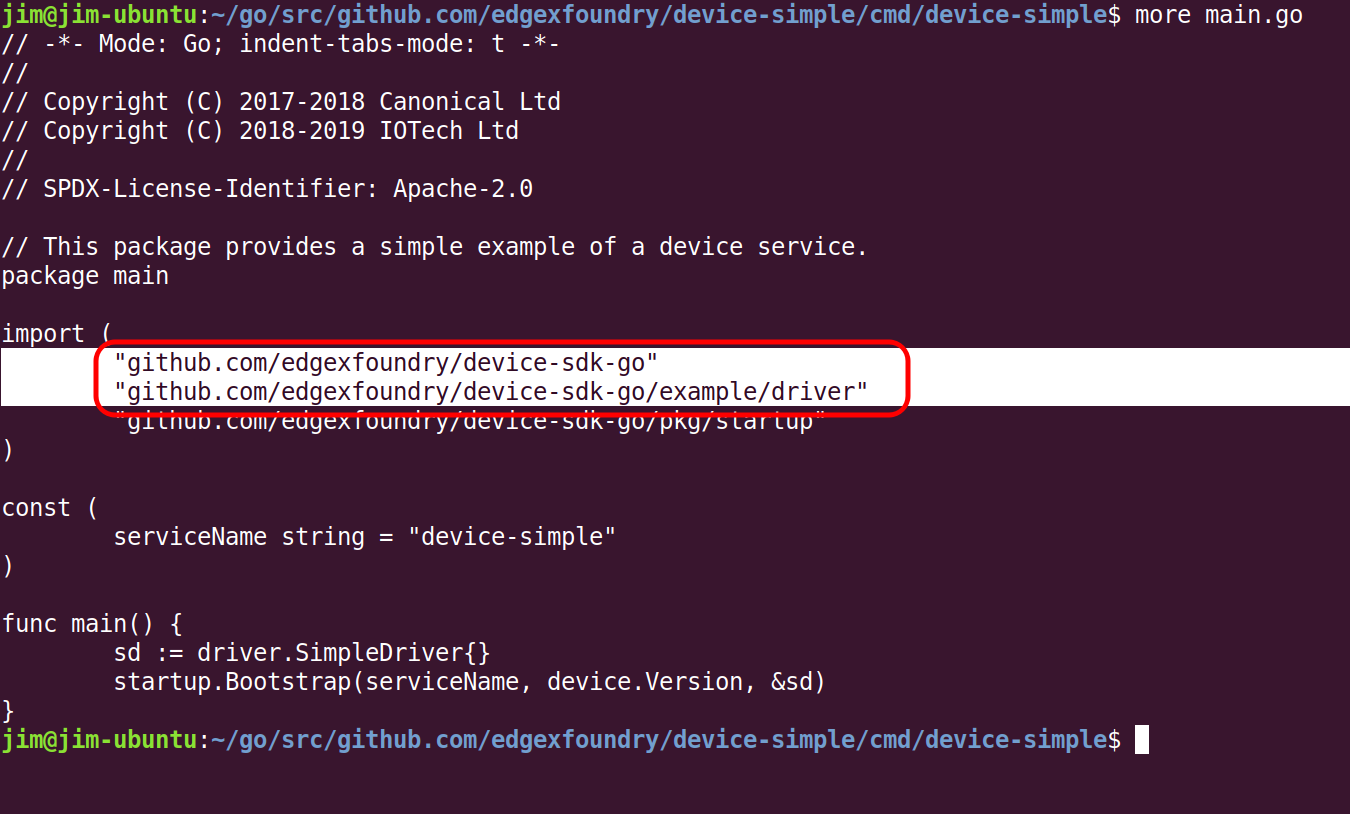 jim@jim-ubuntu:~/go/src/github.com/edgexfoundry/device-simple/cmd/device-simple$ more main.go
// -*- Mode: Go; indent-tabs-mode: t -*-
//
// Copyright (C) 2017-2018 Canonical Ltd
// Copyright (C) 2018-2019 IOTech Ltd
//
// SPDX-License-Identifier: Apache-2.0

// This package provides a simple example of a device service.
package main

import (
        "github.com/edgexfoundry/device-sdk-go"
        "github.com/edgexfoundry/device-sdk-go/example/driver"
        "github.com/edgexfoundry/device-sdk-go/pkg/startup"
)

const (
        serviceName string = "device-simple"
)

func main() {
        sd := driver.SimpleDriver{}
        startup.Bootstrap(serviceName, device.Version, &sd)
}
jim@jim-ubuntu:~/go/src/github.com/edgexfoundry/device-simple/cmd/device-simple$